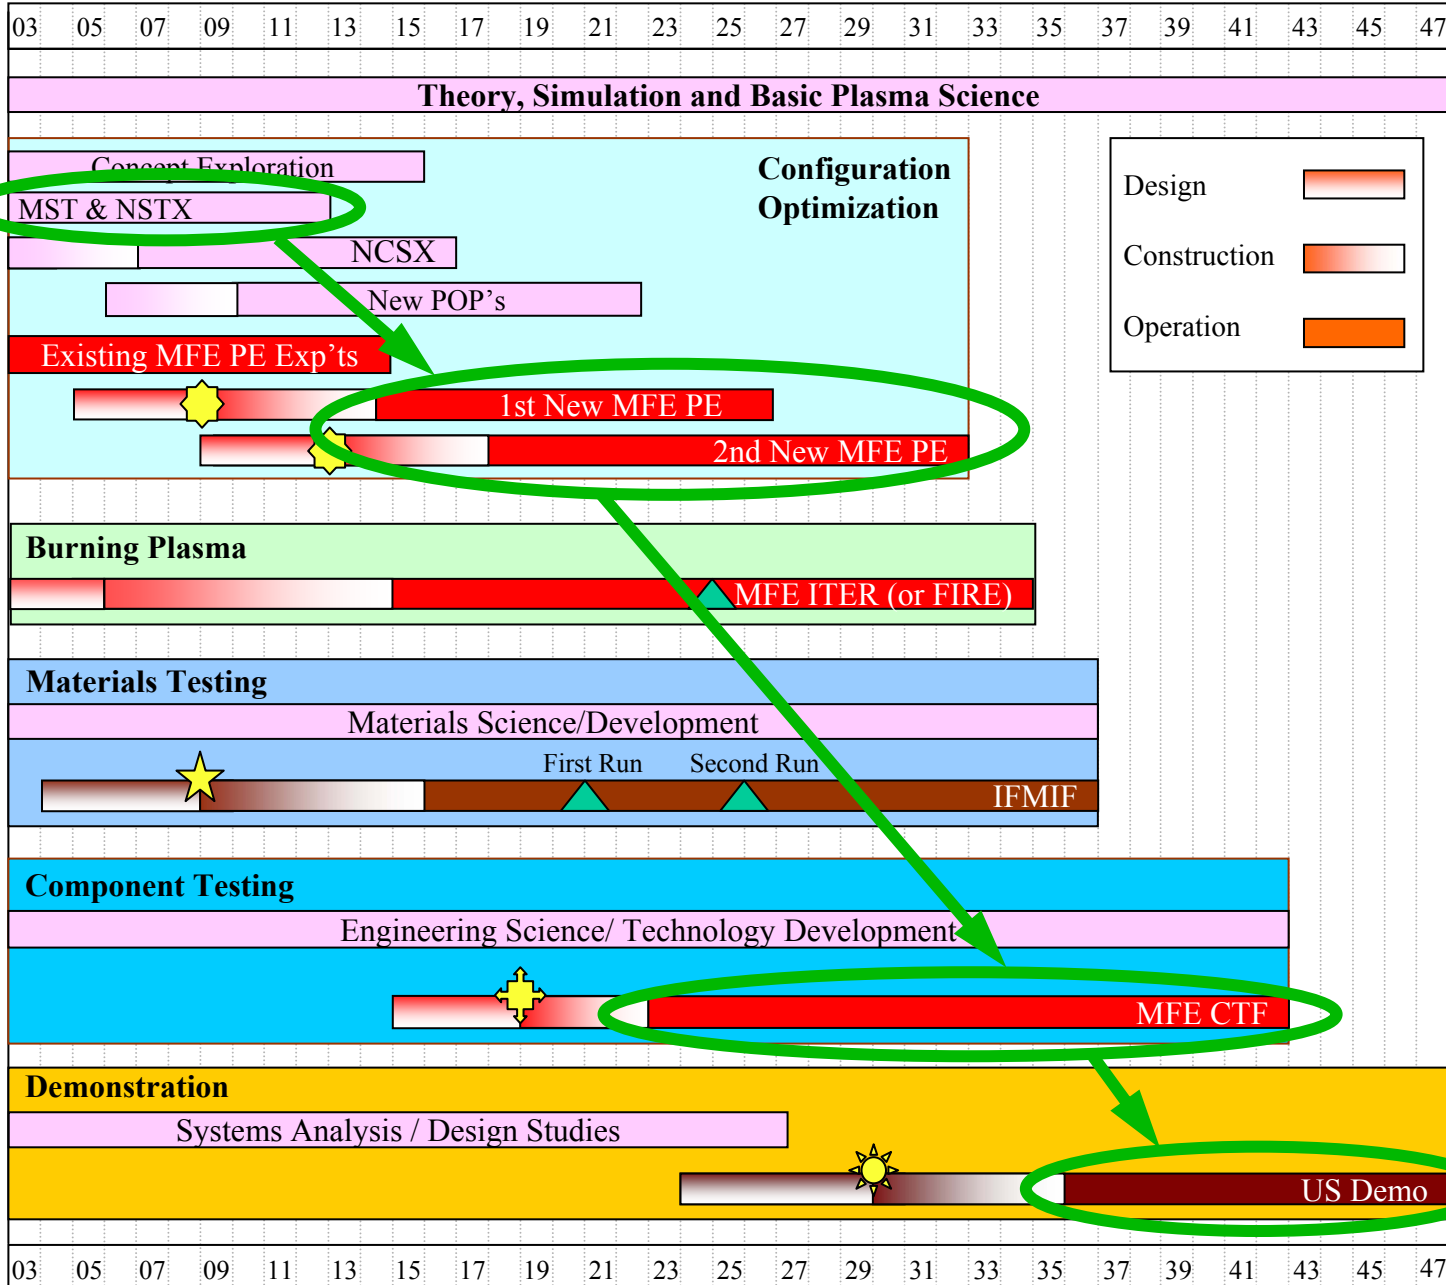 03 05 07 09 11 13 15 17 19 21 23 25 27 29 31 33 35 37 39 41 43 45 47
Theory, Simulation and Basic Plasma Science
Concept Exploration
Configuration
Optimization
MST & NSTX
NCSX
New POP’s
Existing MFE PE Exp’ts
1st New MFE PE
2nd New MFE PE
Design
Construction
Operation
Burning Plasma
MFE ITER (or FIRE)
Materials Testing
Materials Science/Development
First Run Second Run
IFMIF
Component Testing
Engineering Science/ Technology Development
MFE CTF
Demonstration
Systems Analysis / Design Studies
US Demo
03 05 07 09 11 13 15 17 19 21 23 25 27 29 31 33 35 37 39 41 43 45 47